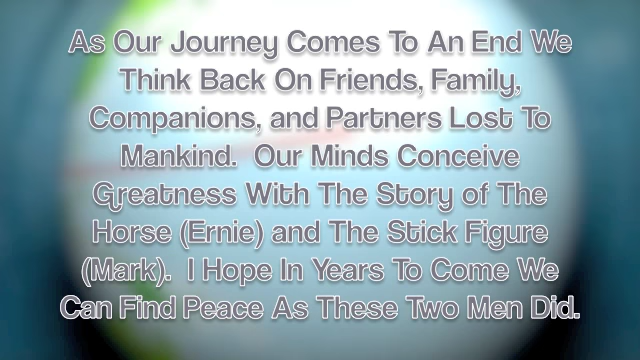 As Our Journey Comes To An End We
Think Back On Friends, Family,
Companions, and Partners Lost To
Mankind.  Our Minds Conceive
Greatness With The Story of The
Horse (Ernie) and The Stick Figure
(Mark).  I Hope In Years To Come We
Can Find Peace As These Two Men Did.